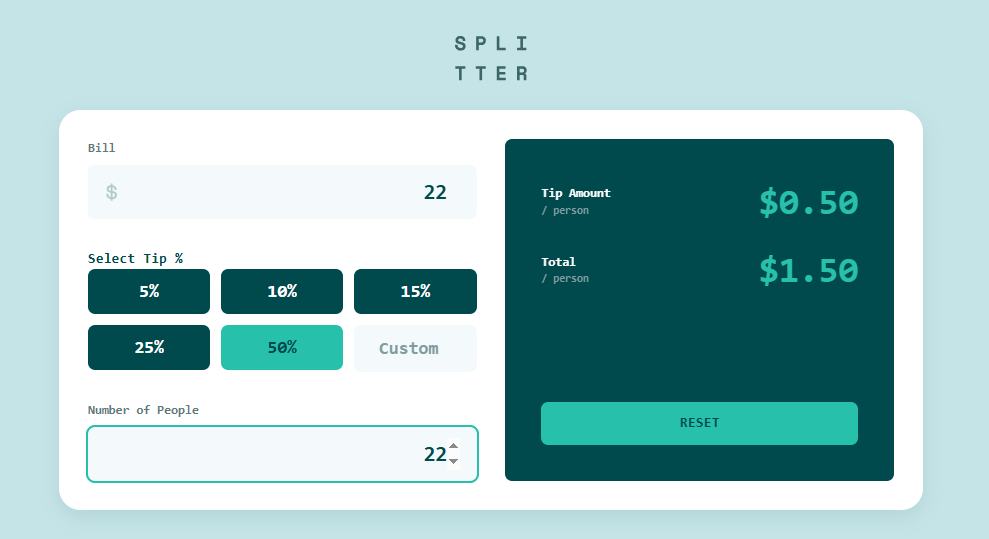 SPLI
TTER
Bill
$ 22
Select Tip %
5% 10% 15%
25% 50% Custom
Number of People
22
Tip Amount $0.50
/ person
Total $1.50
/ person
RESET